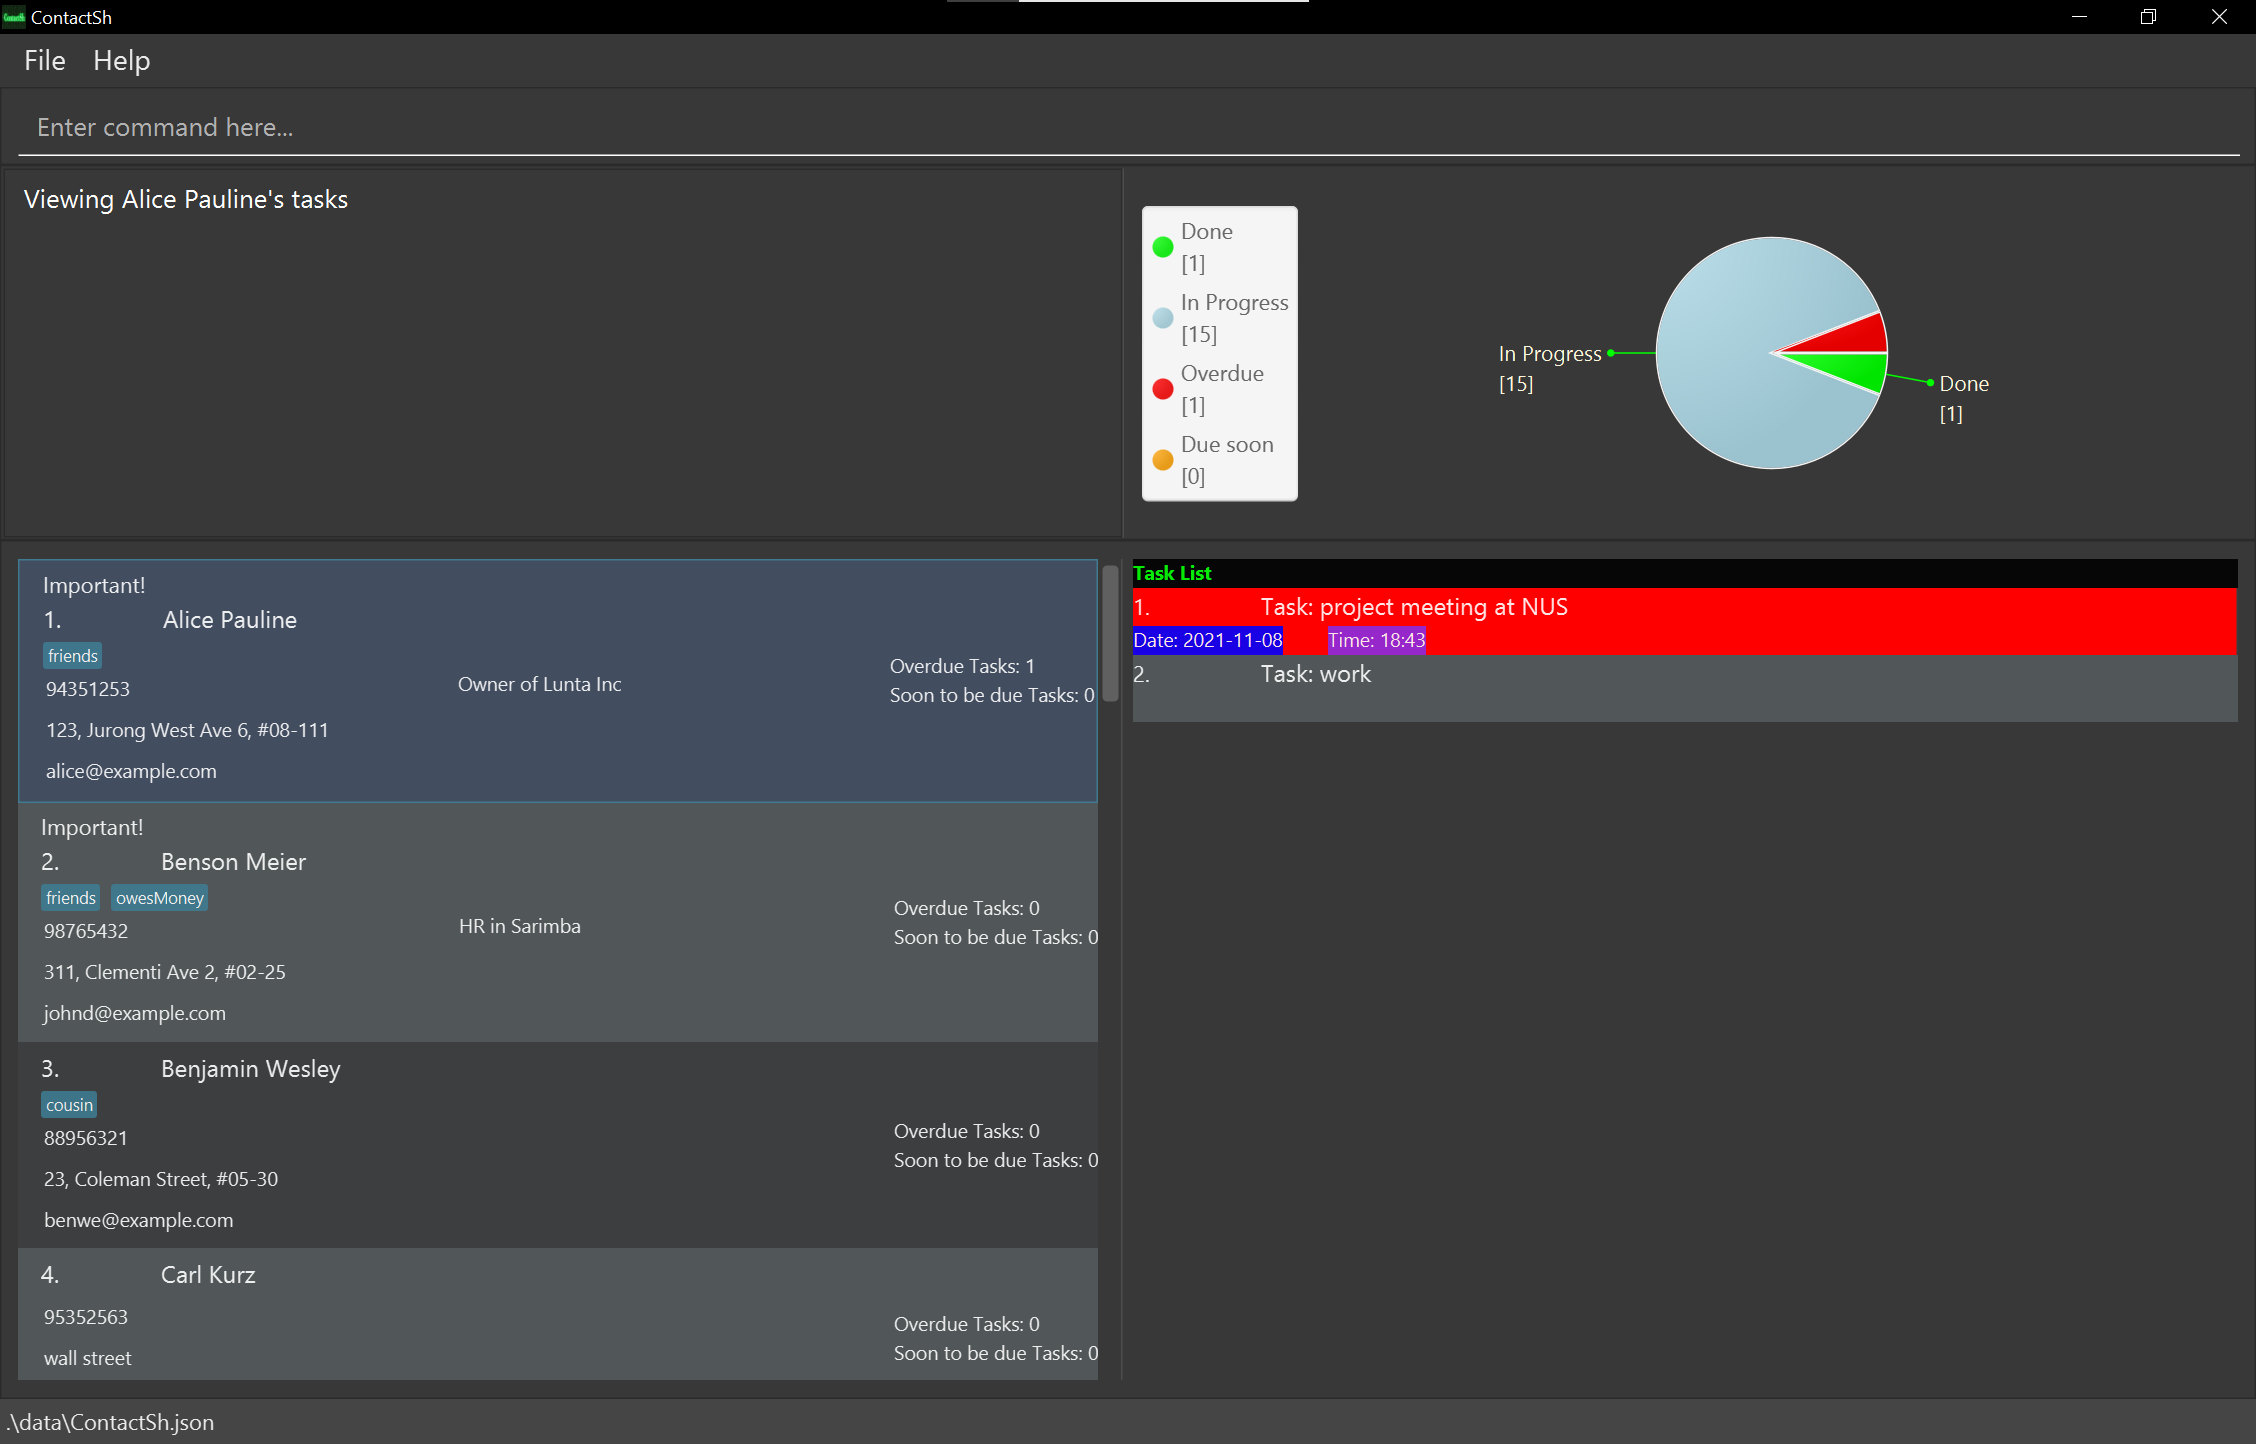 ContactSh
File Help
Enter command here...
Viewing Alice Pauline's tasks
Done
[1]
In Progress
[15]
Overdue
[1]
Due soon
[0]
In Progress
[15]
Done
[1]
Important!
1. Alice Pauline
friends
94351253
123, Jurong West Ave 6, #08-111
alice@example.com
Owner of Lunta Inc
Overdue Tasks: 1
Soon to be due Tasks: 0
Important!
2. Benson Meier
friends owesMoney
98765432
311, Clementi Ave 2, #02-25
johnd@example.com
HR in Sarimba
Overdue Tasks: 0
Soon to be due Tasks: 0
3. Benjamin Wesley
cousin
88956321
23, Coleman Street, #05-30
benwe@example.com
Overdue Tasks: 0
Soon to be due Tasks: 0
4. Carl Kurz
95352563
wall street
Overdue Tasks: 0
Soon to be due Tasks: 0
Task List
1. Task: project meeting at NUS
Date: 2021-11-08 Time: 18:43
2. Task: work
.\data\ContactSh.json